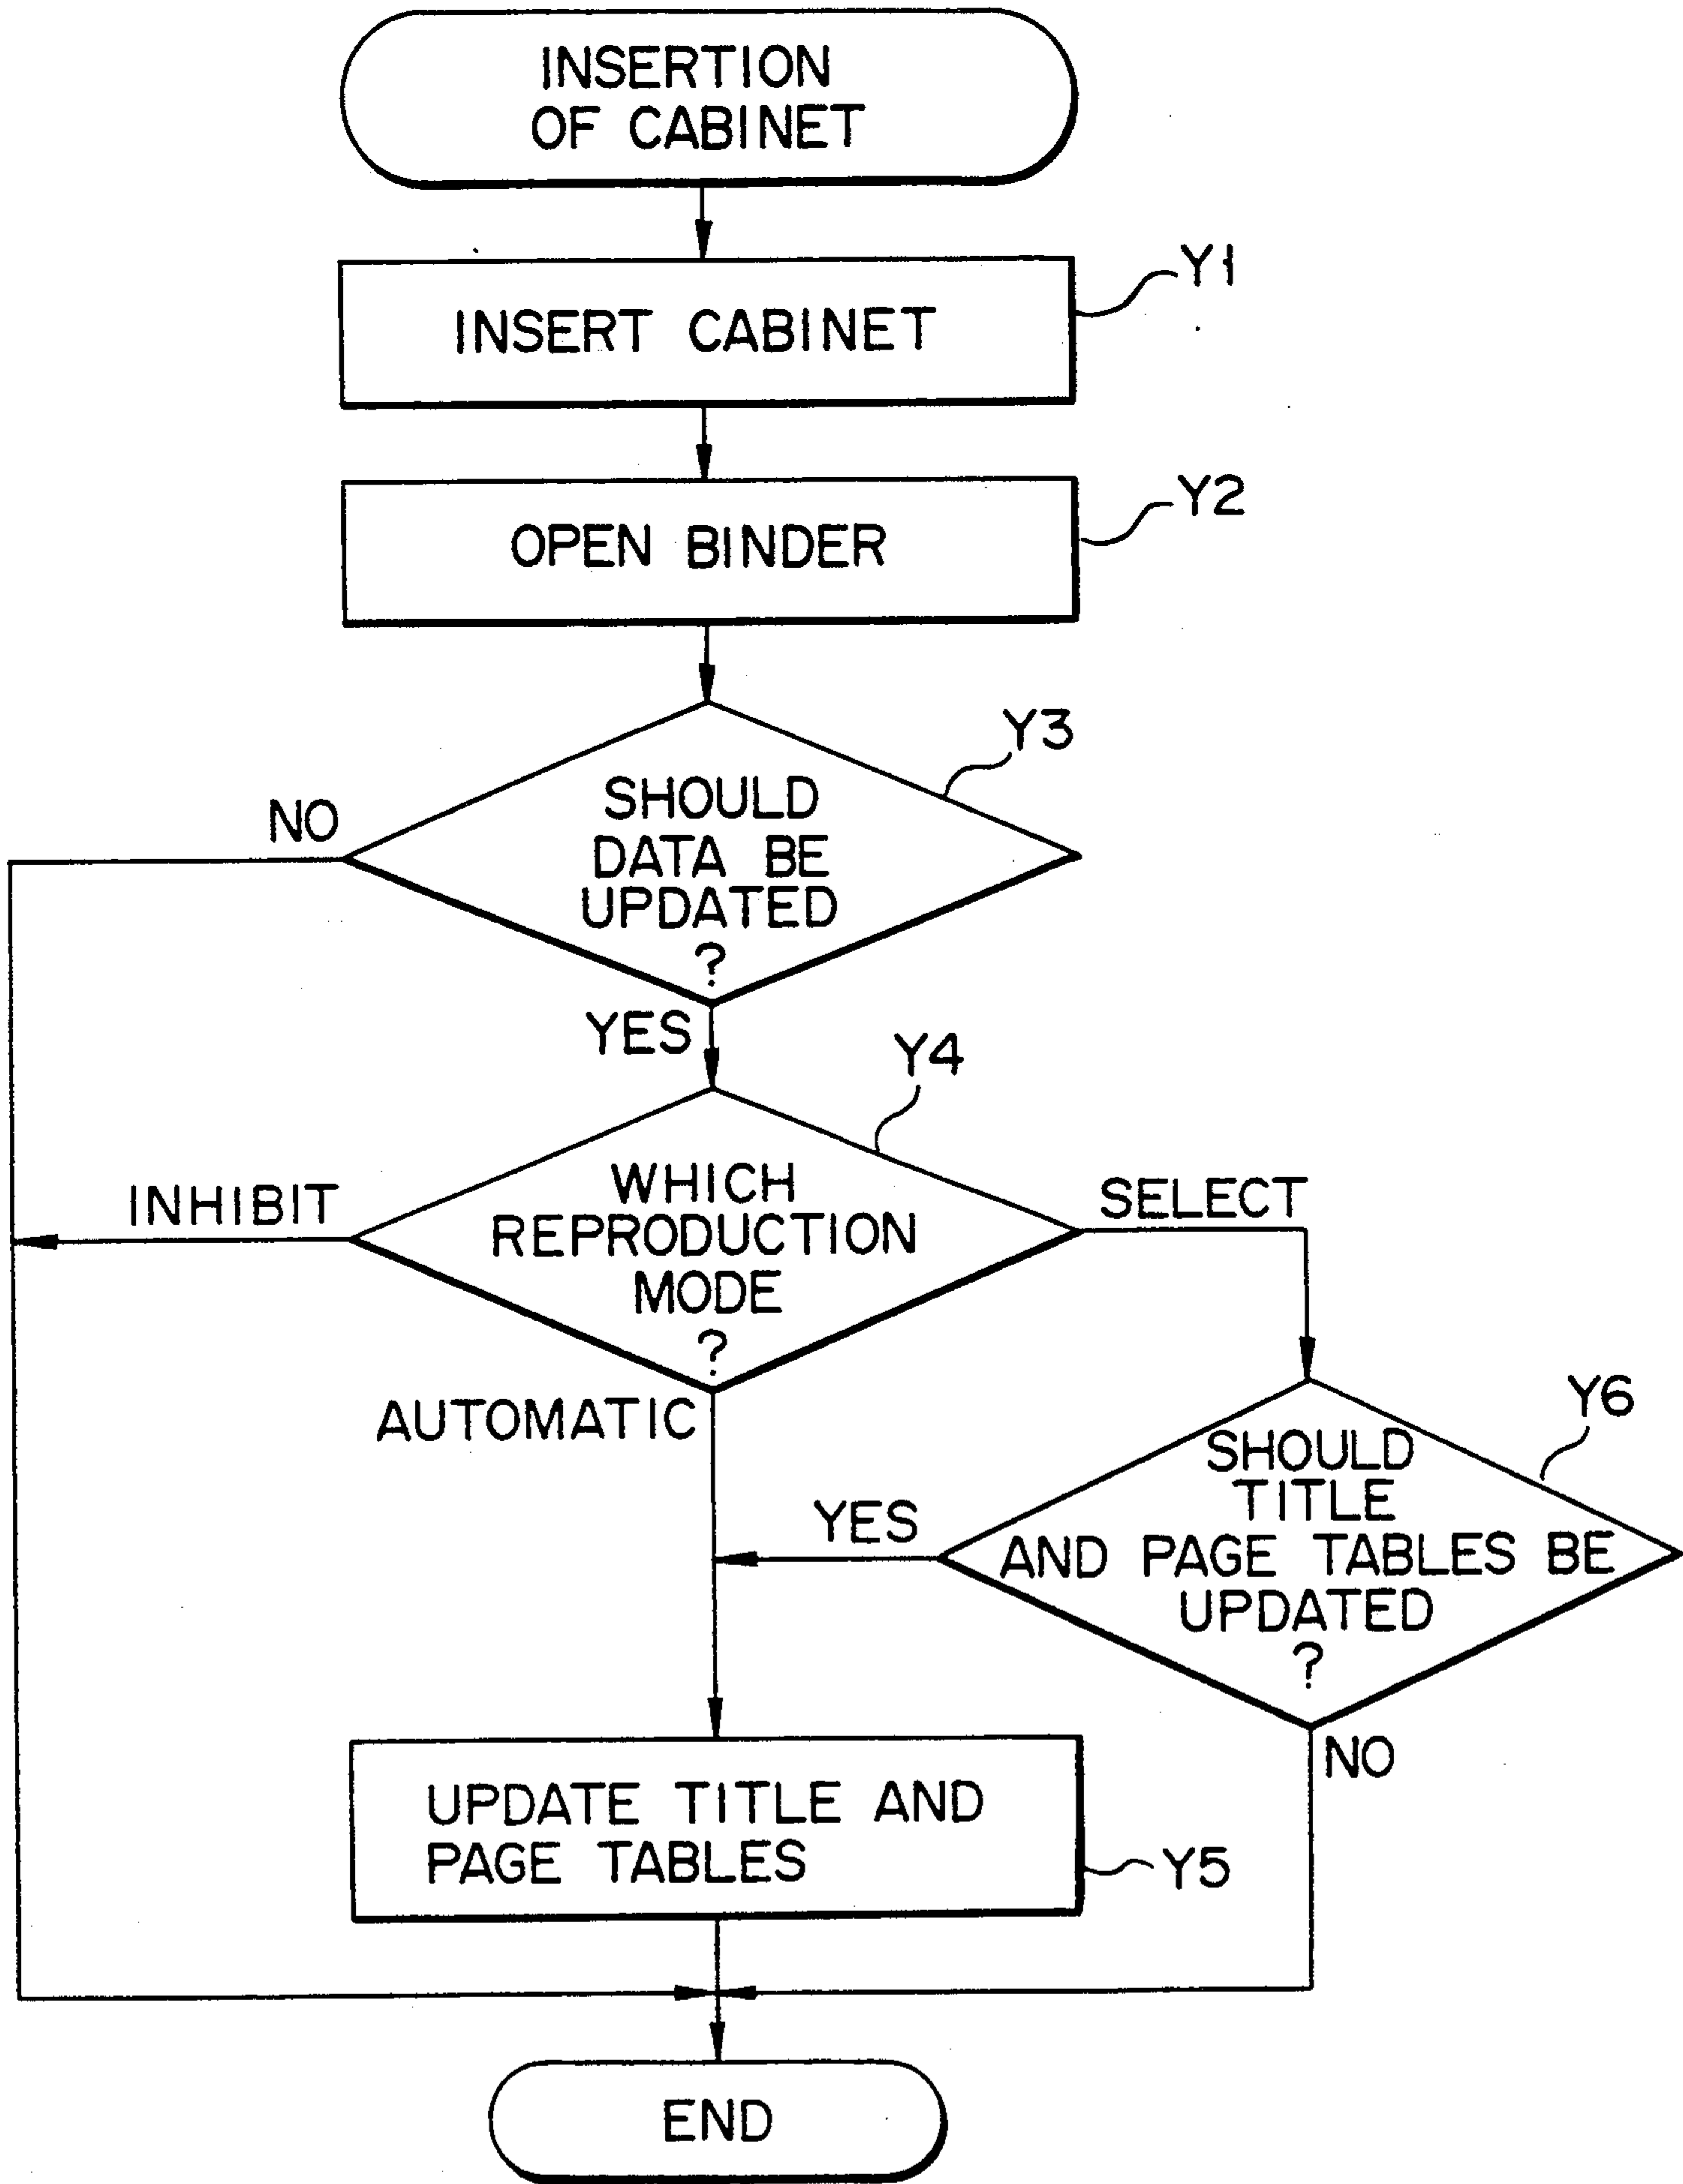 INSERTION
OF CABINET
Y1
INSERT CABINET
Y2
OPEN BINDER
Y3
SHOULD
DATA BE
UPDATED
?
NO
YES
Y4
WHICH
REPRODUCTION
MODE
?
INHIBIT
SELECT
AUTOMATIC
Y6
SHOULD
TITLE
AND PAGE TABLES BE
UPDATED
?
YES
NO
UPDATE TITLE AND
PAGE TABLES
Y5
END